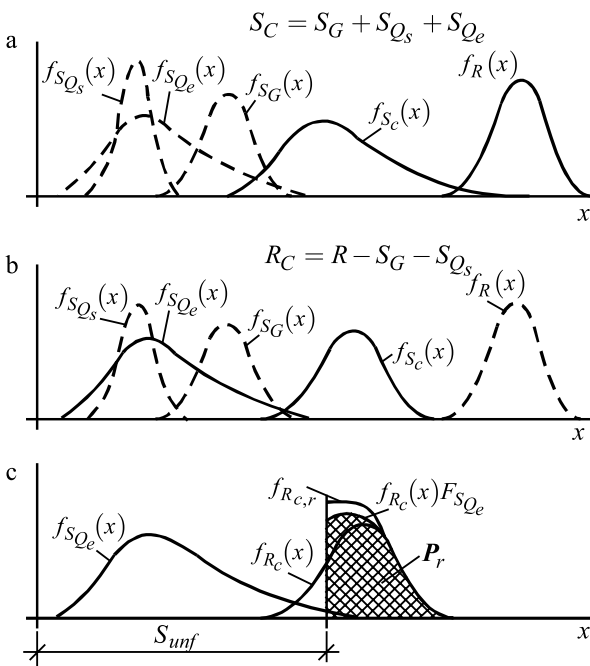 a
S_C = S_G + S_{Q_s} + S_{Q_e}
f_{S_{Q_s}}(x)
f_{S_{Q_e}}(x)
f_{S_G}(x)
f_{S_c}(x)
f_R(x)
x
b
R_C = R − S_G − S_{Q_s}
f_{S_{Q_s}}(x)
f_{S_{Q_e}}(x)
f_{S_G}(x)
f_{S_c}(x)
f_R(x)
x
c
f_{S_{Q_e}}(x)
f_{R_c}(x)
f_{R_{c,r}}
f_{R_c}(x)F_{S_{Q_e}}
P_r
x
S_{unf}